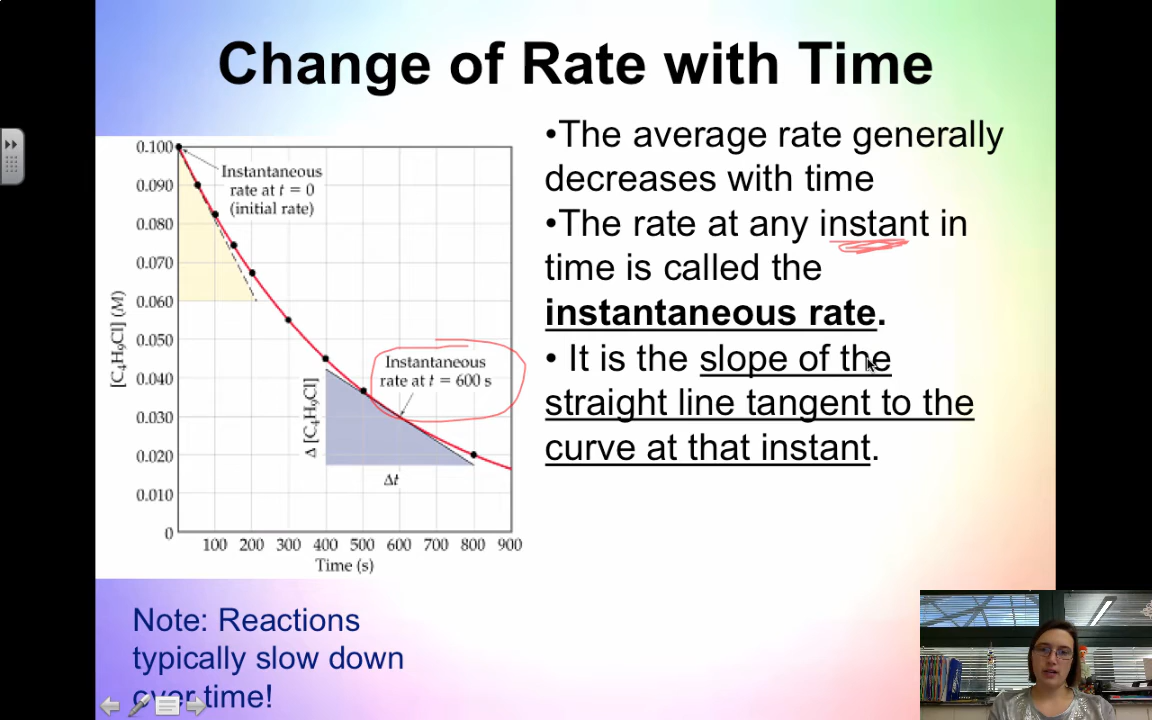 Change of Rate with Time
0.100
0.090
0.080
0.070
0.060
0.050
0.040
0.030
0.020
0.010
0
[C₄H₉Cl] (M)
Instantaneous
rate at t = 0
(initial rate)
Instantaneous
rate at t = 600 s
Δ [C₄H₉Cl]
Δt
100 200 300 400 500 600 700 800 900
Time (s)
•The average rate generally
decreases with time
•The rate at any instant in
time is called the
instantaneous rate.
• It is the slope of the
straight line tangent to the
curve at that instant.
Note: Reactions
typically slow down
over time!